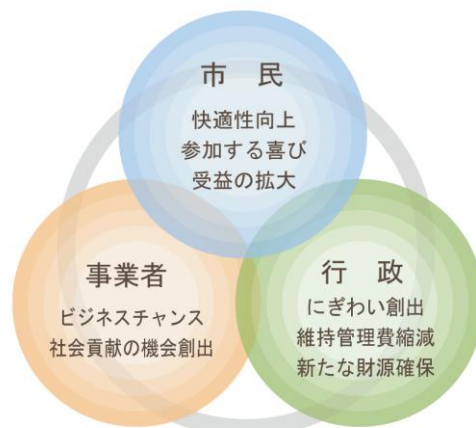 市　民
快適性向上
参加する喜び
受益の拡大
事業者
ビジネスチャンス
社会貢献の機会創出
行　政
にぎわい創出
維持管理費縮減
新たな財源確保